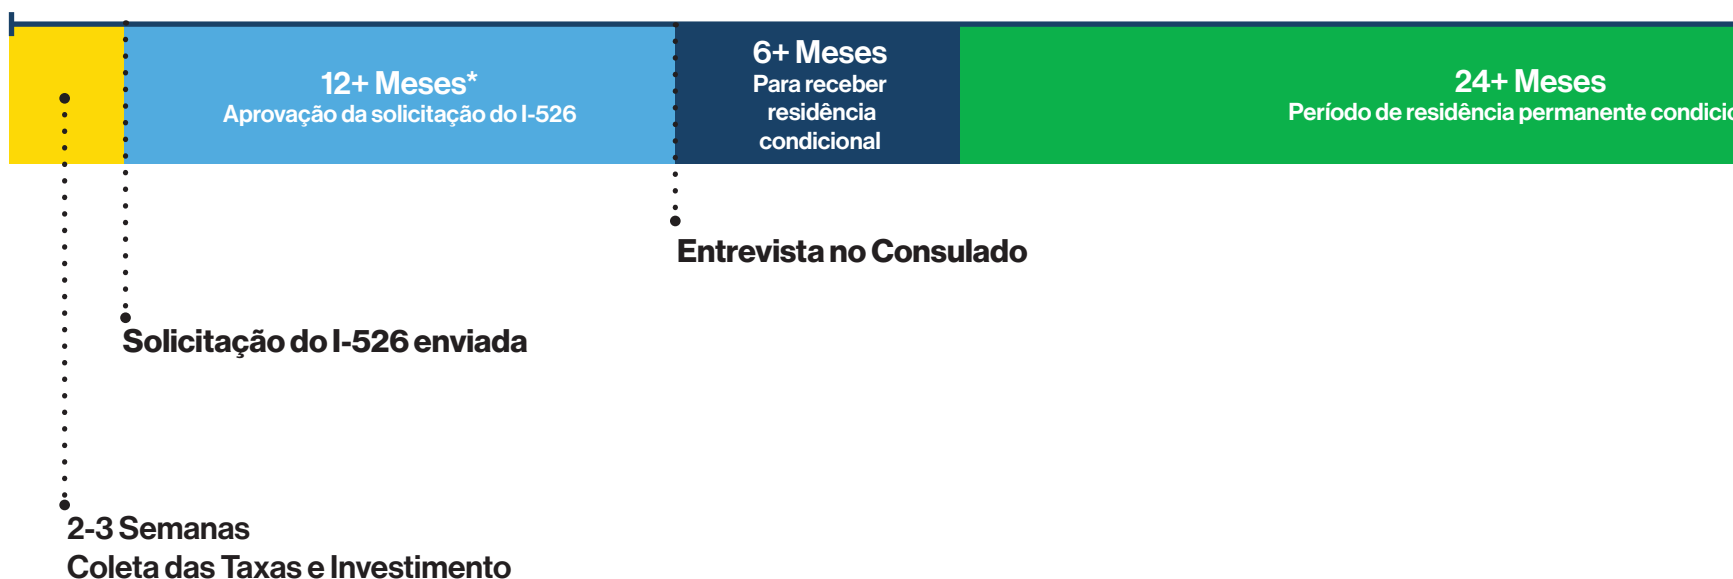 12+ Meses*
Aprovação da solicitação do I-526
6+ Meses
Para receber
residência
condicional
24+ Meses
Período de residência permanente
Entrevista no Consulado
Solicitação do I-526 enviada
2-3 Semanas
Coleta das Taxas e Investimento